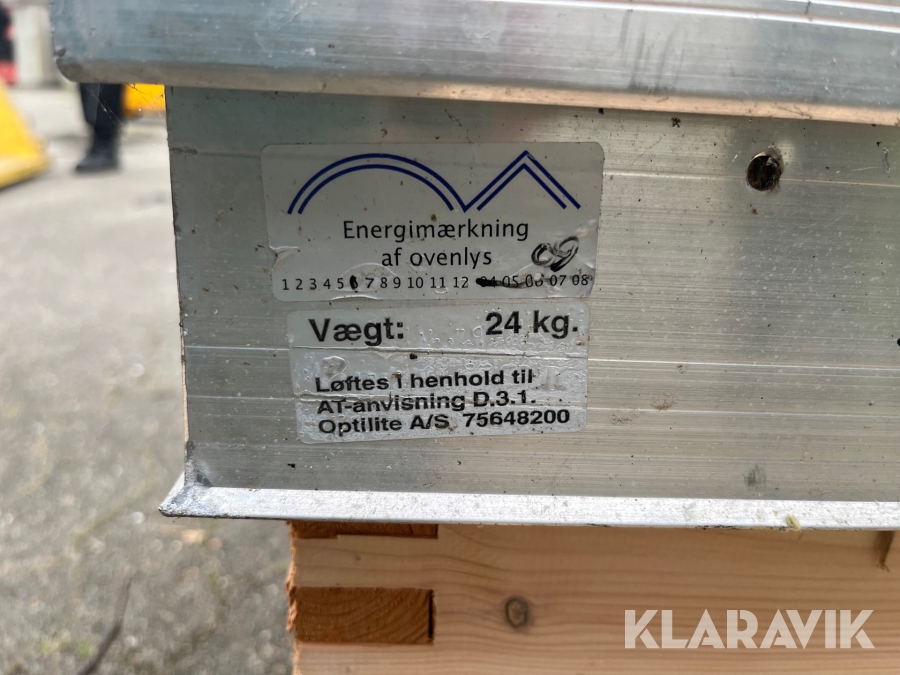 Energimærkning
af ovenlys
09
1 2 3 4 5 6 7 8 9 10 11 12 04 05 06 07 08
Vægt: 24 kg.
Løftes i henhold til
AT-anvisning D.3.1.
Optilite A/S. 75648200
KLARAVIK